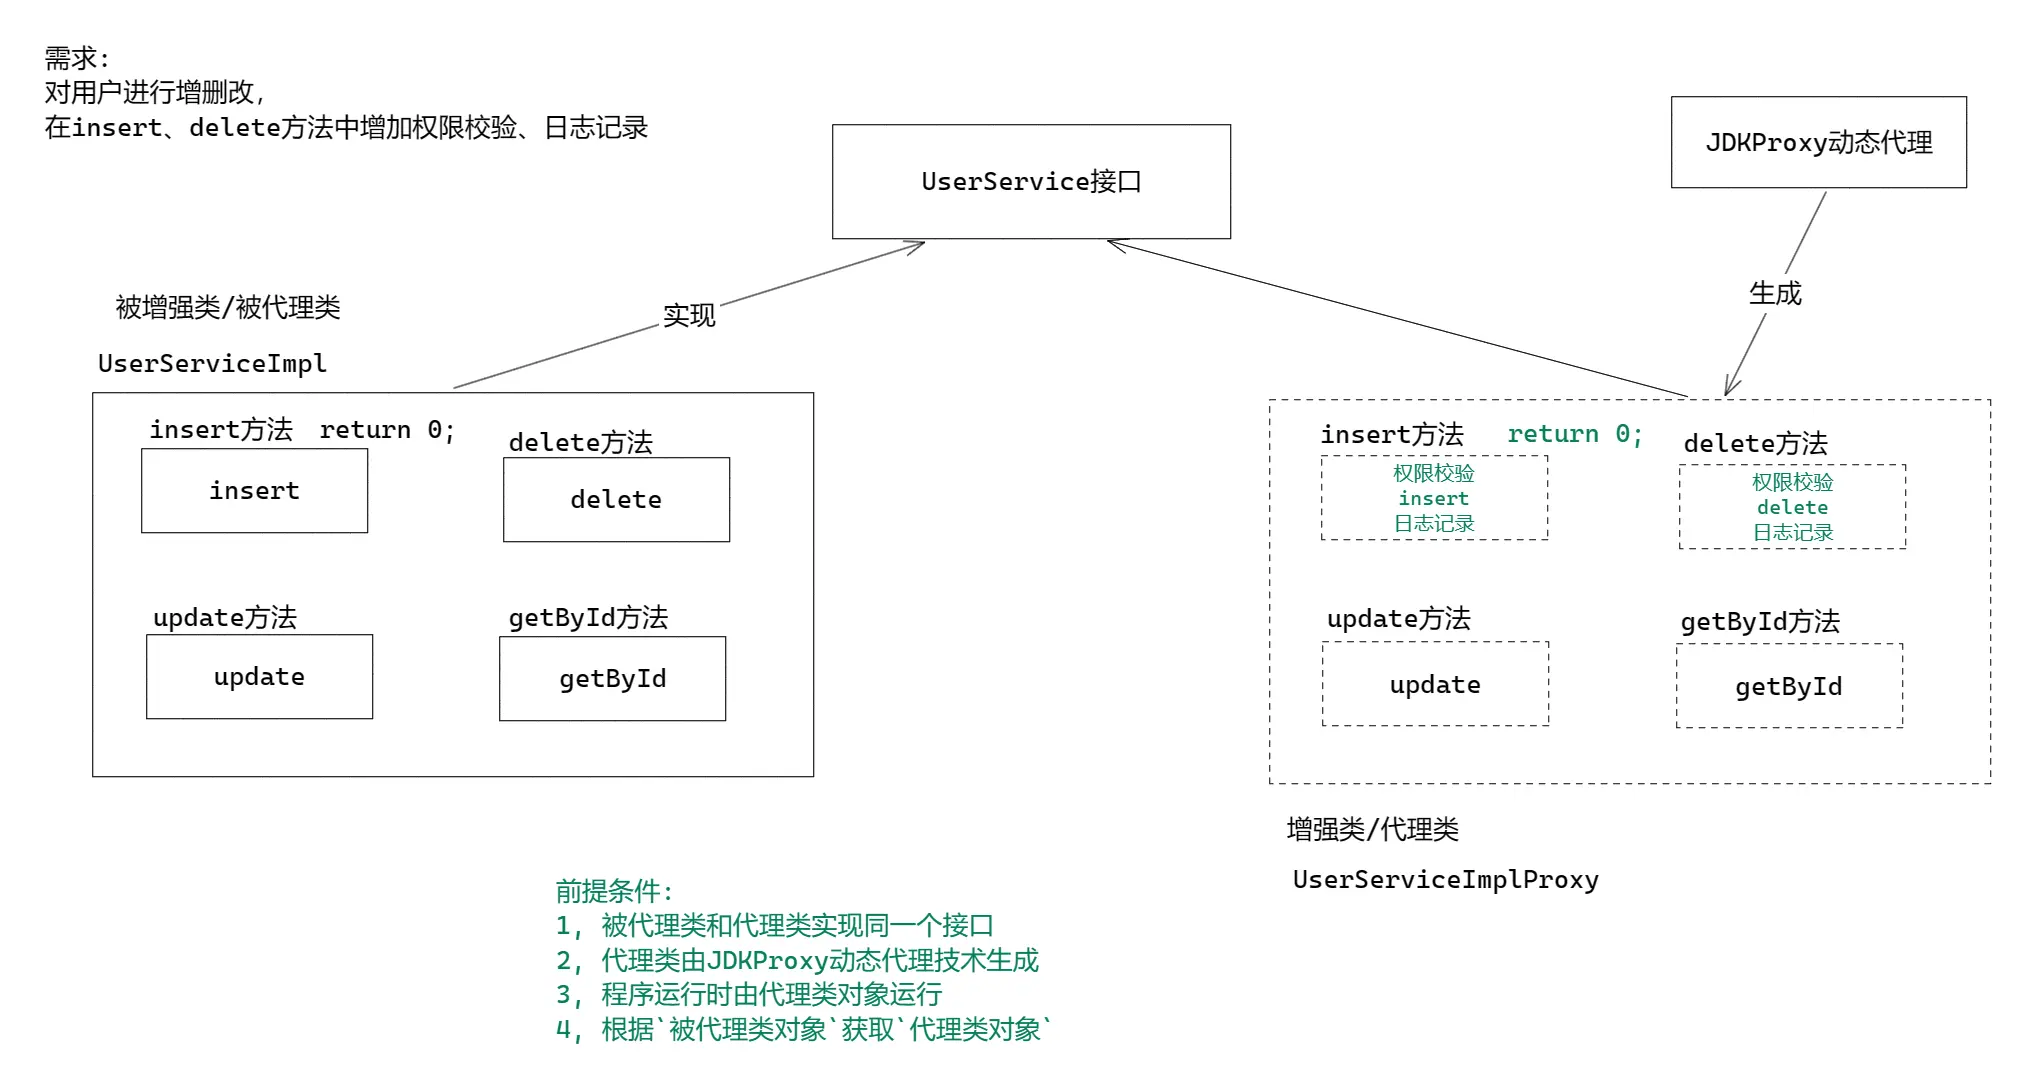 需求:
对用户进行增删改,
在insert、delete方法中增加权限校验、日志记录
UserService接口
JDKProxy动态代理
实现
生成
被增强类/被代理类
UserServiceImpl
insert方法 return 0;
insert
delete方法
delete
update方法
update
getById方法
getById
insert方法 return 0;
权限校验
insert
日志记录
delete方法
权限校验
delete
日志记录
update方法
update
getById方法
getById
增强类/代理类
UserServiceImplProxy
前提条件:
1, 被代理类和代理类实现同一个接口
2, 代理类由JDKProxy动态代理技术生成
3, 程序运行时由代理类对象运行
4, 根据`被代理类对象`获取`代理类对象`